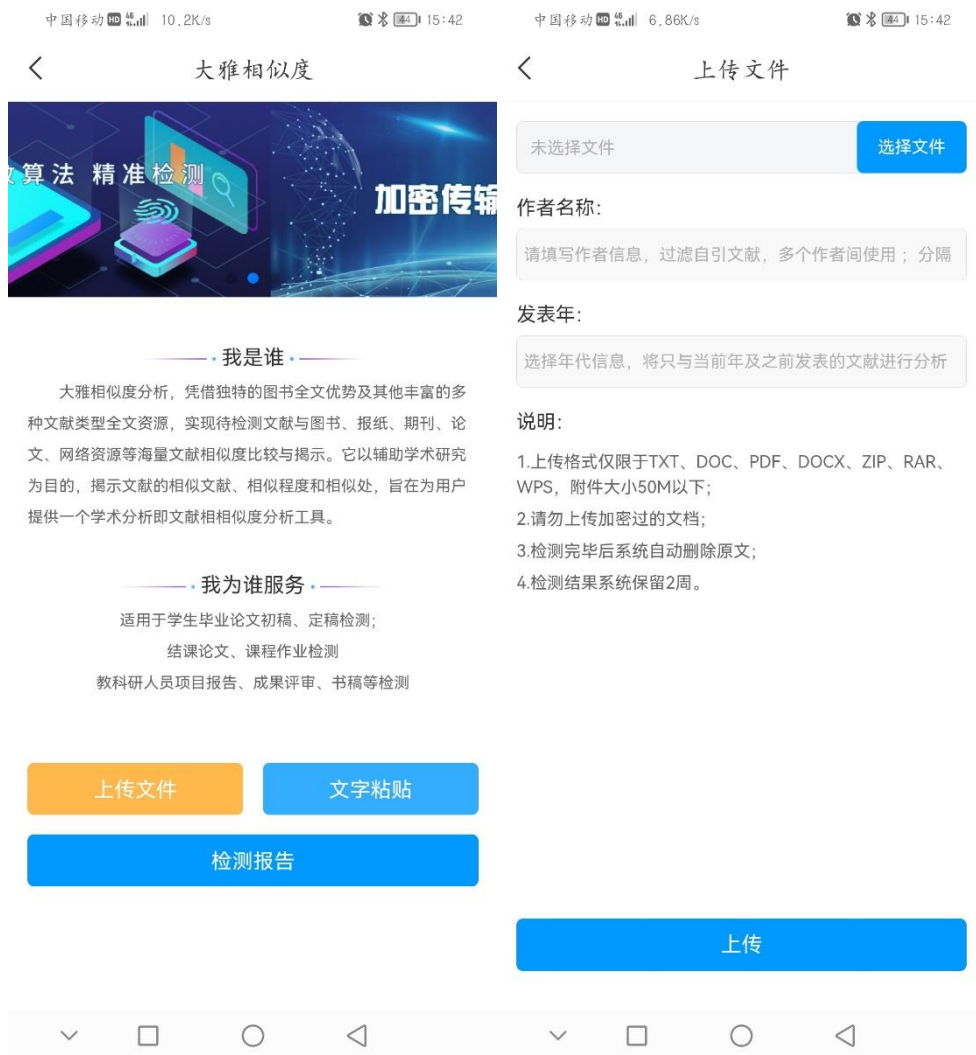 中国移动 HD 46 10.2K/s 44 15:42
大雅相似度
算法 精准检测
加密传输
我是谁
大雅相似度分析，凭借独特的图书全文优势及其他丰富的多
种文献类型全文资源，实现待检测文献与图书、报纸、期刊、论
文、网络资源等海量文献相似度比较与揭示。它以辅助学术研究
为目的，揭示文献的相似文献、相似程度和相似处，旨在为用户
提供一个学术分析即文献相相似度分析工具。
我为谁服务
适用于学生毕业论文初稿、定稿检测；
结课论文、课程作业检测
教科研人员项目报告、成果评审、书稿等检测
上传文件
文字粘贴
检测报告
中国移动 HD 46 6.86K/s 44 15:42
上传文件
未选择文件
选择文件
作者名称：
请填写作者信息，过滤自引文献，多个作者间使用；分隔
发表年：
选择年代信息，将只与当前年及之前发表的文献进行分析
说明：
1.上传格式仅限于TXT、DOC、PDF、DOCX、ZIP、RAR、
WPS，附件大小50M以下；
2.请勿上传加密过的文档；
3.检测完毕后系统自动删除原文；
4.检测结果系统保留2周。
上传